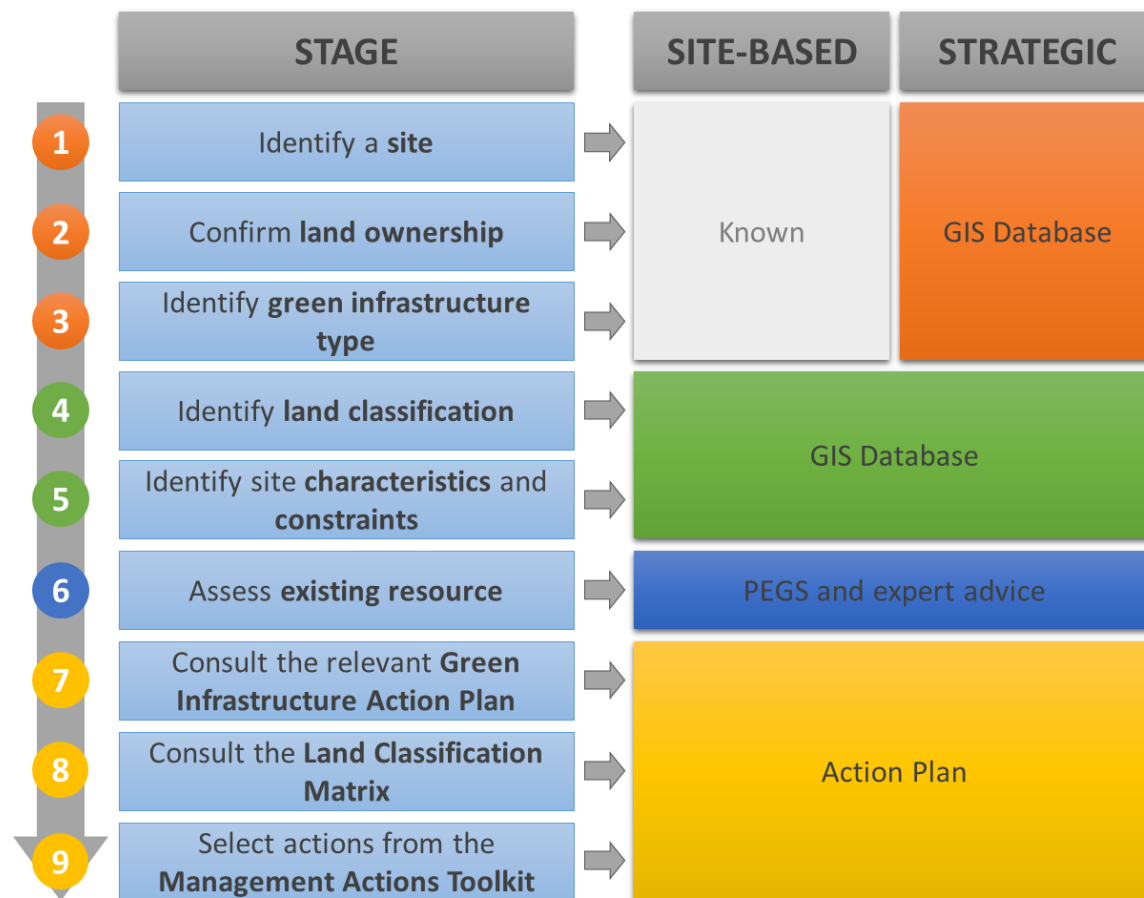 STAGE
SITE-BASED
STRATEGIC
1
Identify a site
2
Confirm land ownership
3
Identify green infrastructure
type
Known
GIS Database
4
Identify land classification
5
Identify site characteristics and
constraints
GIS Database
6
Assess existing resource
PEGS and expert advice
7
Consult the relevant Green
Infrastructure Action Plan
8
Consult the Land Classification
Matrix
9
Select actions from the
Management Actions Toolkit
Action Plan